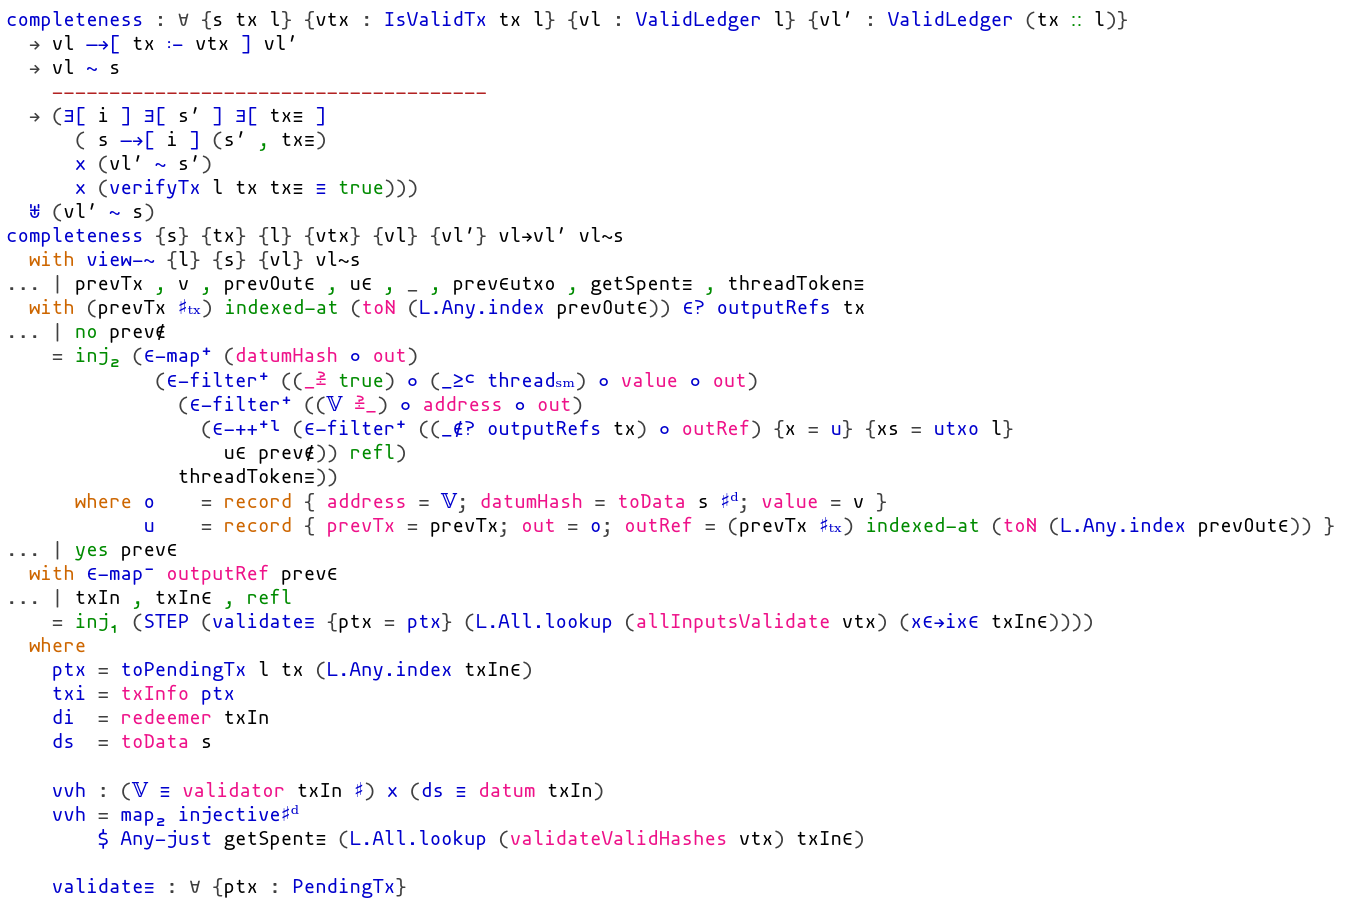 completeness : ∀ {s tx l} {vtx : IsValidTx tx l} {vl : ValidLedger l} {vl′ : ValidLedger (tx ∷ l)}
→ vl —→[ tx ∶- vtx ] vl′
→ vl ~ s
--------------------------------------
→ (∃[ i ] ∃[ s′ ] ∃[ tx≡ ]
( s —→[ i ] (s′ , tx≡)
× (vl′ ~ s′)
× (verifyTx l tx tx≡ ≡ true)))
⊎ (vl′ ~ s)
completeness {s} {tx} {l} {vtx} {vl} {vl′} vl→vl′ vl~s
with view-~ {l} {s} {vl} vl~s
... | prevTx , v , prevOut∈ , u∈ , _ , prev∈utxo , getSpent≡ , threadToken≡
with (prevTx ♯ₜₓ) indexed-at (toℕ (L.Any.index prevOut∈)) ∈? outputRefs tx
... | no prev∉
= inj₂ (∈-map⁺ (datumHash ∘ out)
(∈-filter⁺ ((_≟ true) ∘ (_≥ᶜ threadₛₘ) ∘ value ∘ out)
(∈-filter⁺ ((𝕍 ≟_) ∘ address ∘ out)
(∈-++⁺ˡ (∈-filter⁺ ((_∉? outputRefs tx) ∘ outRef) {x = u} {xs = utxo l}
u∈ prev∉)) refl)
threadToken≡))
where o = record { address = 𝕍; datumHash = toData s ♯ᵈ; value = v }
u = record { prevTx = prevTx; out = o; outRef = (prevTx ♯ₜₓ) indexed-at (toℕ (L.Any.index prevOut∈)) }
... | yes prev∈
with ∈-map⁻ outputRef prev∈
... | txIn , txIn∈ , refl
= inj₁ (STEP (validate≡ {ptx = ptx} (L.All.lookup (allInputsValidate vtx) (x∈→ix∈ txIn∈))))
where
ptx = toPendingTx l tx (L.Any.index txIn∈)
txi = txInfo ptx
di = redeemer txIn
ds = toData s
vvh : (𝕍 ≡ validator txIn ♯) × (ds ≡ datum txIn)
vvh = map₂ injective♯ᵈ
$ Any-just getSpent≡ (L.All.lookup (validateValidHashes vtx) txIn∈)
validate≡ : ∀ {ptx : PendingTx}